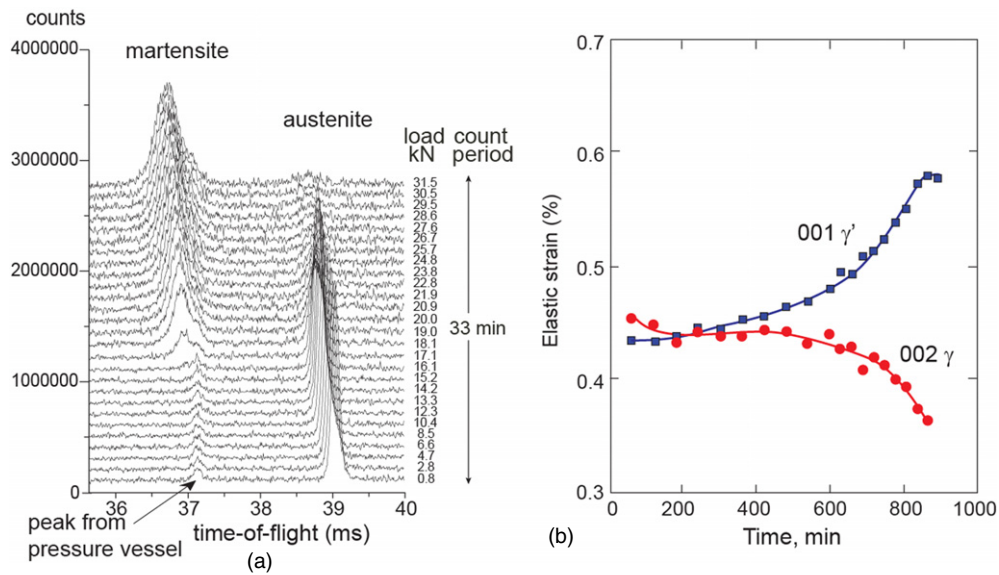 counts
4000000
3000000
2000000
1000000
0
martensite
austenite
load
kN
count
period
31.5
30.5
29.5
28.6
27.6
26.7
25.7
24.8
23.8
22.8
21.9
20.9
20.0
19.0
18.1
17.1
16.1
15.2
14.2
13.3
12.3
10.4
8.5
6.6
4.7
2.8
0.8
33 min
36
37
38
39
40
peak from
pressure vessel
time-of-flight (ms)
(a)
0.7
0.6
0.5
0.4
0.3
Elastic strain (%)
001 γ’
002 γ
0
200
400
600
800
1000
Time, min
(b)